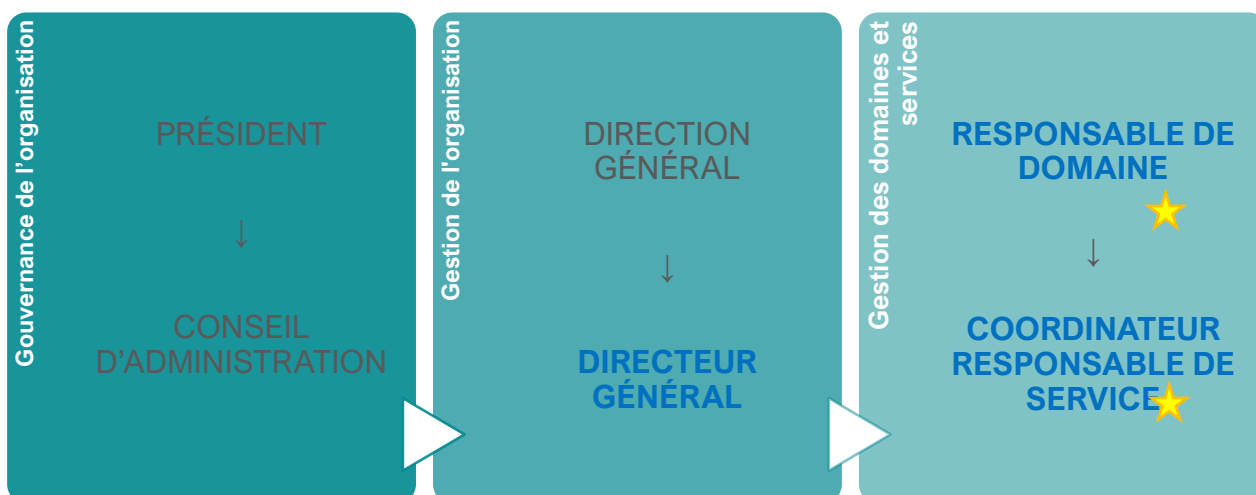 Gouvernance de l'organisation
PRÉSIDENT
↓
CONSEIL
D'ADMINISTRATION
Gestion de l'organisation
DIRECTION
GÉNÉRAL
↓
DIRECTEUR
GÉNÉRAL
Gestion des domaines et
services
RESPONSABLE DE
DOMAINE
↓
COORDINATEUR
RESPONSABLE DE
SERVICE